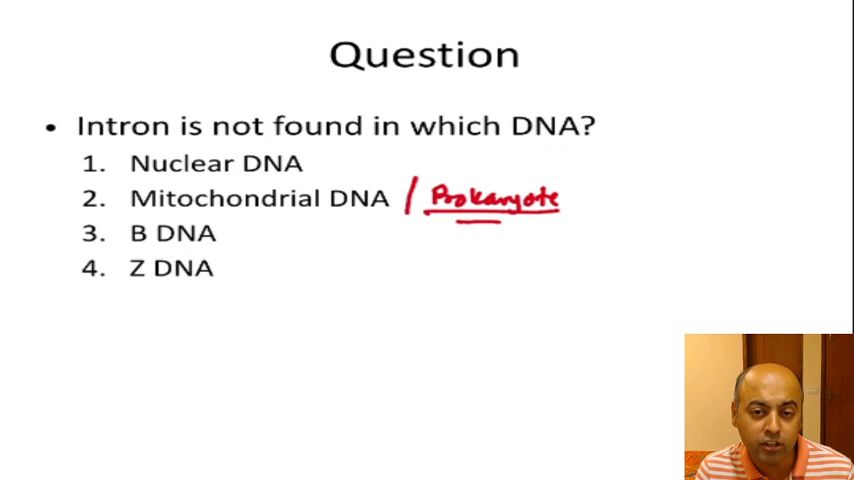 Question
• Intron is not found in which DNA?
1. Nuclear DNA
2. Mitochondrial DNA / Prokaryote
3. B DNA
4. Z DNA